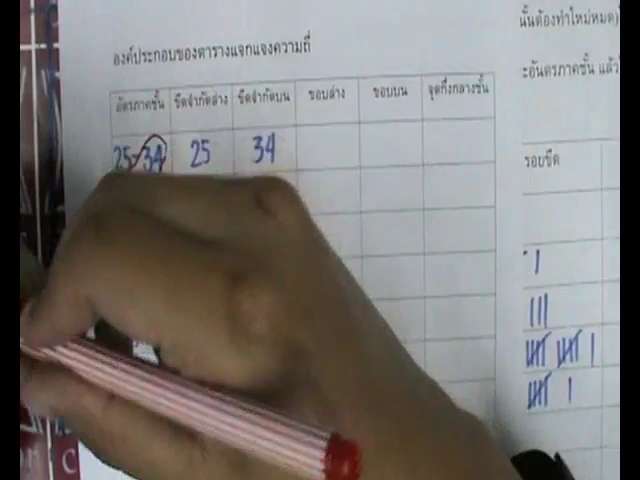 นั้นต้องทำใหม่หมด)
องค์ประกอบของตารางแจกแจงความถี่
ะอันตรภาคชั้น แล้ว
อัตรภาคชั้น ขีดจำกัดล่าง ขีดจำกัดบน ขอบล่าง ขอบบน จุดกึ่งกลางชั้น
25-34 25 34
รอยขีด